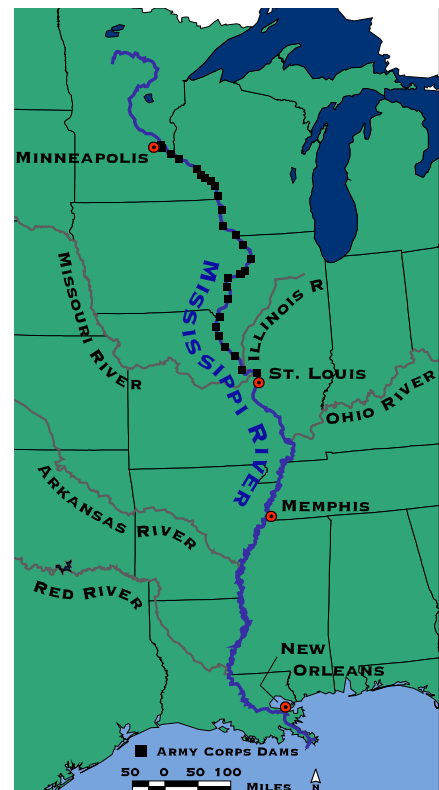 MINNEAPOLIS
MISSOURI RIVER
MISSISSIPPI RIVER
ILLINOIS R
ST. LOUIS
OHIO RIVER
MEMPHIS
ARKANSAS RIVER
RED RIVER
NEW
ORLEANS
ARMY CORPS DAMS
50 0 50 100
MILES
N